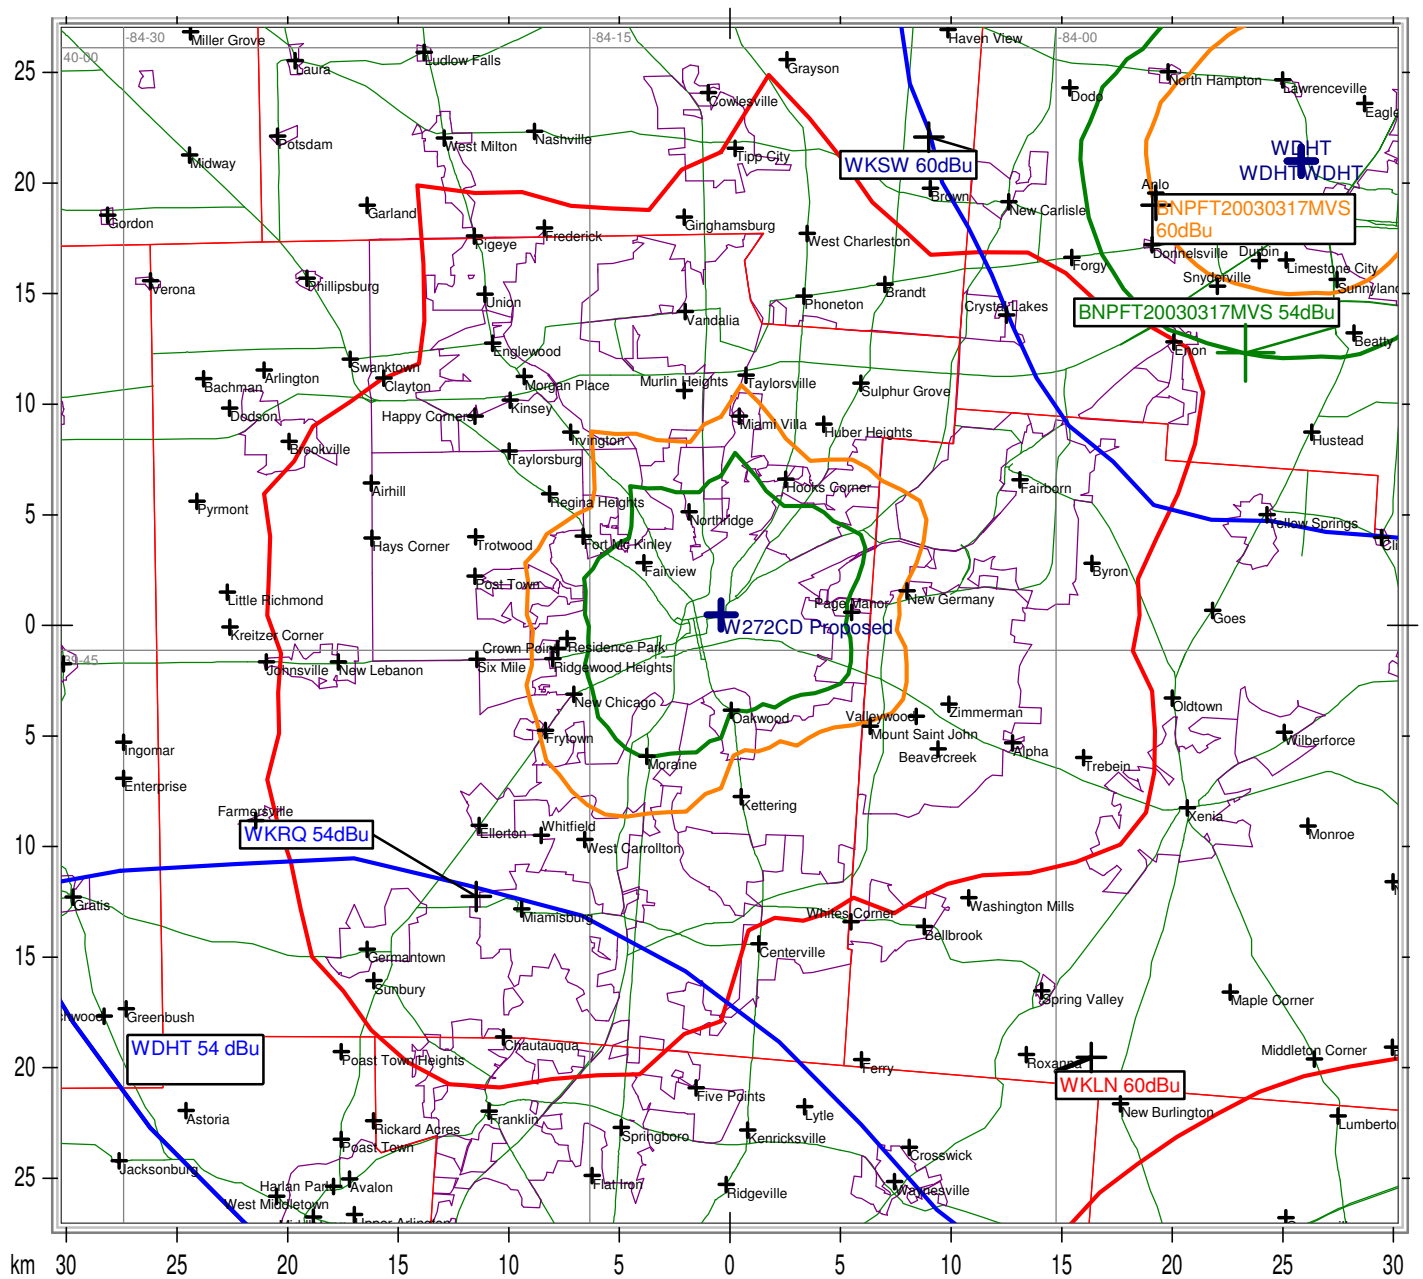 -84-30
-84-15
-84-00
40-00
Miller Grove
Haven View
Laura
Ludlow Falls
Grayson
Dodo
North Hampton
Lawrenceville
Cowlesville
Eagle
Potsdam
West Milton
Nashville
Tipp City
Midway
WKSW 60dBu
WDHT
WDHT WDHT
Anlo
Brown
New Carlisle
Gordon
Garland
Ginghamsburg
BNPFT20030317MVS
60dBu
Pigeye
Frederick
West Charleston
Donnelsville
Durbin
Forgy
Limestone City
Verona
Phillipsburg
Snyderville
Sunnyland
Union
Phoneton
Brandt
Crystal Lakes
Vandalia
BNPFT20030317MVS 54dBu
Englewood
Enon
Beatty
Swanktown
Arlington
Bachman
Clayton
Morgan Place
Murlin Heights
Taylorsville
Sulphur Grove
Dodson
Happy Corners
Kinsey
Miami Villa
Huber Heights
Irvington
Hustead
Brookville
Taylorsburg
Airhill
Regina Heights
Hooks Corner
Fairborn
Pyrmont
Northridge
Yellow Springs
Hays Corner
Trotwood
Fort Mc Kinley
Cli
Fairview
Post Town
Byron
Little Richmond
Page Manor
New Germany
Goes
Kreitzer Corner
W272CD Proposed
39-45
Crown Point
Residence Park
Johnsville
New Lebanon
Six Mile
Ridgewood Heights
New Chicago
Oldtown
Oakwood
Valleywood
Zimmerman
Ingomar
Frytown
Mount Saint John
Beavercreek
Alpha
Wilberforce
Moraine
Trebein
Enterprise
Kettering
Farmersville
Xenia
WKRQ 54dBu
Ellerton
Whitfield
West Carrollton
Monroe
Gratis
Miamisburg
Whites Corner
Washington Mills
Bellbrook
Germantown
Centerville
Sunbury
Spring Valley
Maple Corner
Greenbush
WDHT 54 dBu
Chautauqua
Poast Town Heights
Ferry
Roxanna
Middleton Corner
WKLN 60dBu
Five Points
Astoria
Franklin
Lytle
New Burlington
Rickard Acres
Springboro
Kenricksville
Lumberto
Poast Town
Crosswick
Jacksonburg
Flat Iron
Ridgeville
Waynesville
Harlan Park
Avalon
West Middletown
Upper Arlington
25
20
15
10
5
0
5
10
15
20
25
km 30 25 20 15 10 5 0 5 10 15 20 25 30